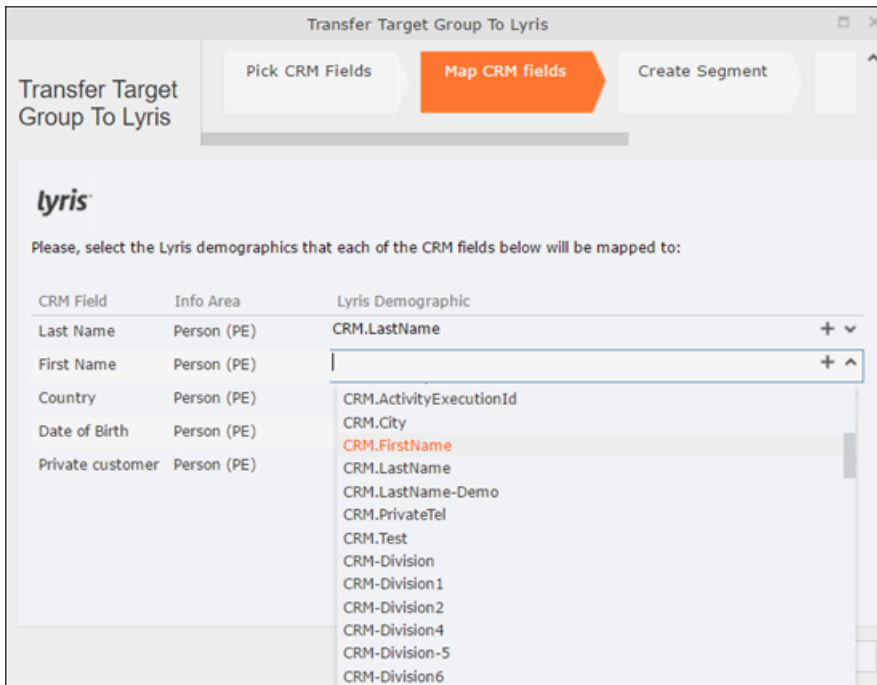 Transfer Target Group To Lyris
Transfer Target
Group To Lyris
Pick CRM Fields
Map CRM fields
Create Segment
lyris
Please, select the Lyris demographics that each of the CRM fields below will be mapped to:
CRM Field Info Area Lyris Demographic
Last Name Person (PE) CRM.LastName
First Name Person (PE)
Country Person (PE)
Date of Birth Person (PE)
Private customer Person (PE)
CRM.ActivityExecutionId
CRM.City
CRM.FirstName
CRM.LastName
CRM.LastName-Demo
CRM.PrivateTel
CRM.Test
CRM-Division
CRM-Division1
CRM-Division2
CRM-Division4
CRM-Division-5
CRM-Division6